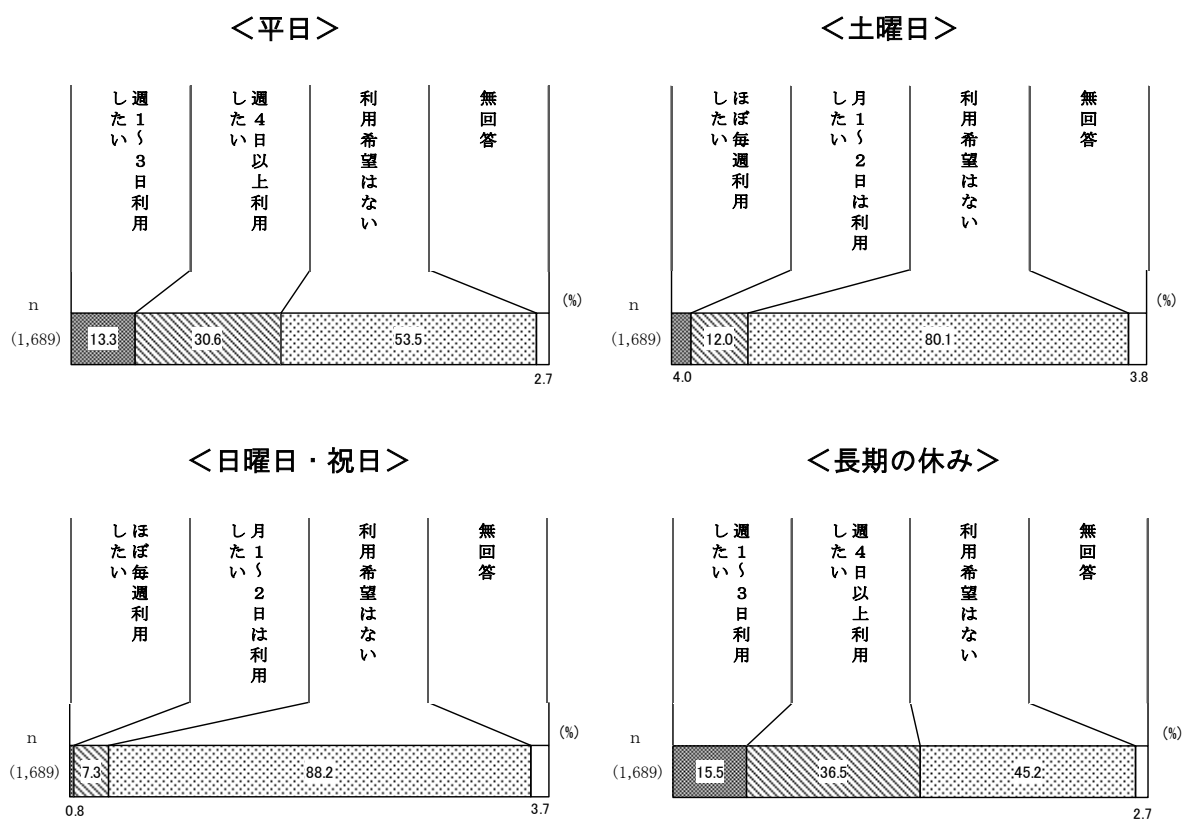 ＜平日＞
週１～３日利用
したい
週４日以上利用
したい
利用希望はない
無回答
(%)
n
(1,689)
13.3
30.6
53.5
2.7
＜土曜日＞
ほぼ毎週利用
したい
月１～２日は利用
したい
利用希望はない
無回答
(%)
n
(1,689)
4.0
12.0
80.1
3.8
＜日曜日・祝日＞
ほぼ毎週利用
したい
月１～２日は利用
したい
利用希望はない
無回答
(%)
n
(1,689)
0.8
7.3
88.2
3.7
＜長期の休み＞
週１～３日利用
したい
週４日以上利用
したい
利用希望はない
無回答
(%)
n
(1,689)
15.5
36.5
45.2
2.7